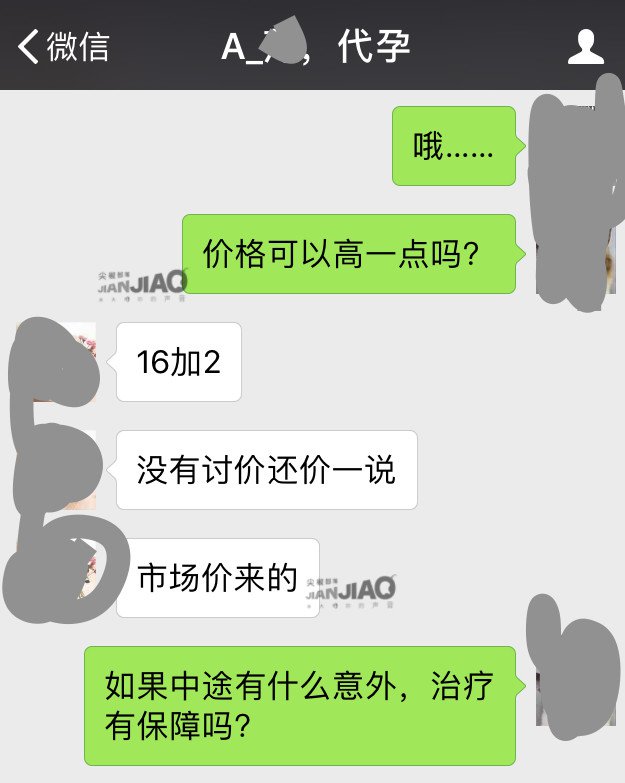 微信
A_
，代孕
哦……
价格可以高一点吗？
尖椒部落
JIANJIAO
16加2
没有讨价还价一说
市场价来的
尖椒部落
JIANJIAO
如果中途有什么意外，治疗
有保障吗？